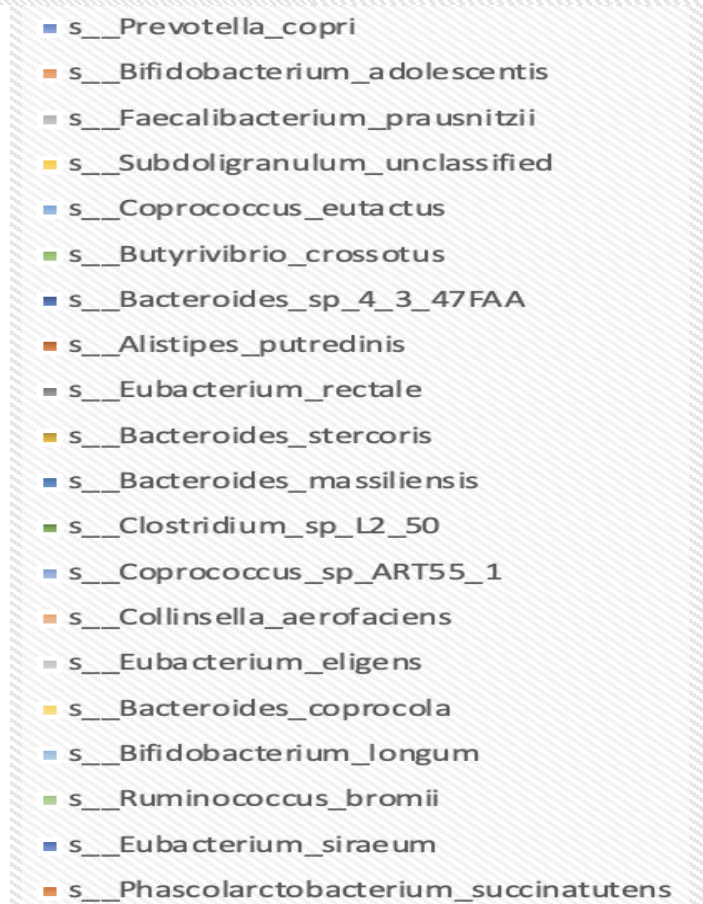 s__Prevotella_copri
s__Bifidobacterium_adolescentis
s__Faecalibacterium_prausnitzii
s__Subdoligranulum_unclassified
s__Coprococcus_eutactus
s__Butyrivibrio_crossotus
s__Bacteroides_sp_4_3_47FAA
s__Alistipes_putredinis
s__Eubacterium_rectale
s__Bacteroides_stercoris
s__Bacteroides_massiliensis
s__Clostridium_sp_L2_50
s__Coprococcus_sp_ART55_1
s__Collinsella_aerofaciens
s__Eubacterium_eligens
s__Bacteroides_coprocola
s__Bifidobacterium_longum
s__Ruminococcus_bromii
s__Eubacterium_siraeum
s__Phascolarctobacterium_succinatutens